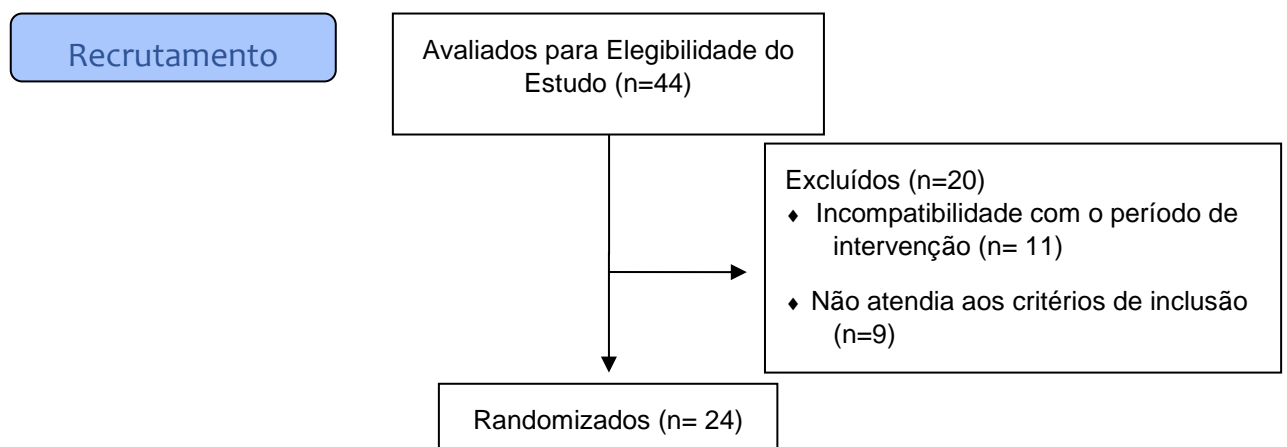 Recrutamento
Avaliados para Elegibilidade do
Estudo (n=44)
Excluídos (n=20)
♦ Incompatibilidade com o período de
intervenção (n= 11)
♦ Não atendia aos critérios de inclusão
(n=9)
Randomizados (n= 24)